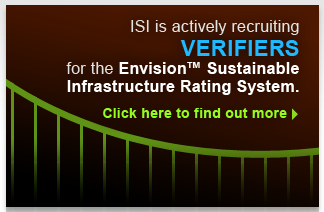 ISI is actively recruiting
VERIFIERS
for the Envision™ Sustainable
Infrastructure Rating System.
Click here to find out more